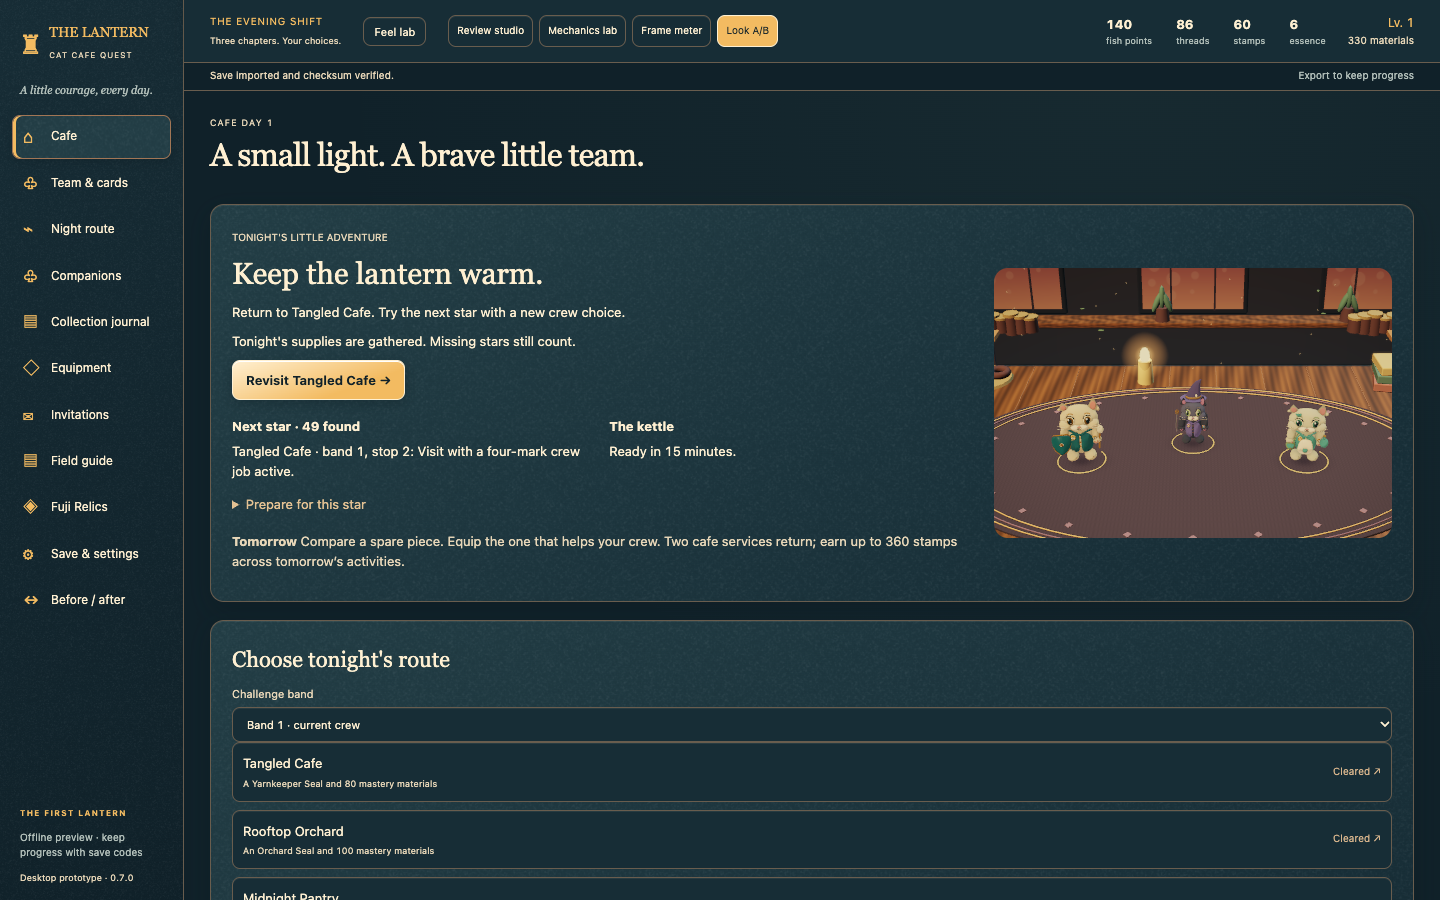 THE LANTERN
CAT CAFE QUEST
A little courage, every day.
Cafe
Team & cards
Night route
Companions
Collection journal
Equipment
Invitations
Field guide
Fuji Relics
Save & settings
Before / after
THE FIRST LANTERN
Offline preview · keep
progress with save codes
Desktop prototype · 0.7.0
THE EVENING SHIFT
Three chapters. Your choices.
Feel lab
Review studio
Mechanics lab
Frame meter
Look A/B
140
fish points
86
threads
60
stamps
6
essence
Lv. 1
330 materials
Save imported and checksum verified.
Export to keep progress
CAFE DAY 1
A small light. A brave little team.
TONIGHT'S LITTLE ADVENTURE
Keep the lantern warm.
Return to Tangled Cafe. Try the next star with a new crew choice.
Tonight's supplies are gathered. Missing stars still count.
Revisit Tangled Cafe →
Next star · 49 found
Tangled Cafe · band 1, stop 2: Visit with a four-mark crew
job active.
The kettle
Ready in 15 minutes.
▶ Prepare for this star
Tomorrow Compare a spare piece. Equip the one that helps your crew. Two cafe services return; earn up to 360 stamps
across tomorrow's activities.
Choose tonight's route
Challenge band
Band 1 · current crew
Tangled Cafe
A Yarnkeeper Seal and 80 mastery materials
Cleared ↗
Rooftop Orchard
An Orchard Seal and 100 mastery materials
Cleared ↗
Midnight Pantry